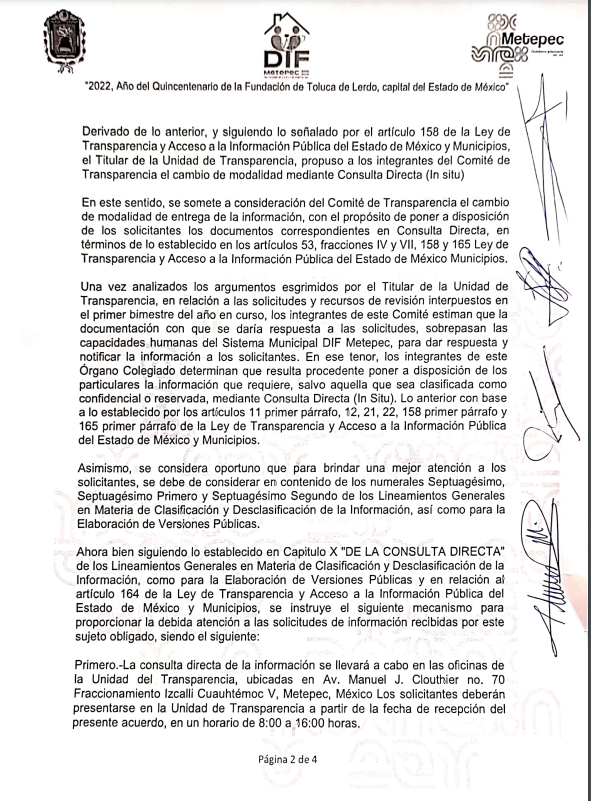 DIF
METEPEC
Metepec
"2022, Año del Quincentenario de la Fundación de Toluca de Lerdo, capital del Estado de México"
Derivado de lo anterior, y siguiendo lo señalado por el artículo 158 de la Ley de
Transparencia y Acceso a la Información Pública del Estado de México y Municipios,
el Titular de la Unidad de Transparencia, propuso a los integrantes del Comité de
Transparencia el cambio de modalidad mediante Consulta Directa (In situ)
En este sentido, se somete a consideración del Comité de Transparencia el cambio
de modalidad de entrega de la información, con el propósito de poner a disposición
de los solicitantes los documentos correspondientes en Consulta Directa, en
términos de lo establecido en los artículos 53, fracciones IV y VII, 158 y 165 Ley de
Transparencia y Acceso a la Información Pública del Estado de México Municipios.
Una vez analizados los argumentos esgrimidos por el Titular de la Unidad de
Transparencia, en relación a las solicitudes y recursos de revisión interpuestos en
el primer bimestre del año en curso, los integrantes de este Comité estiman que la
documentación con que se daría respuesta a las solicitudes, sobrepasan las
capacidades humanas del Sistema Municipal DIF Metepec, para dar respuesta y
notificar la información a los solicitantes. En ese tenor, los integrantes de este
Órgano Colegiado determinan que resulta procedente poner a disposición de los
particulares la información que requiere, salvo aquella que sea clasificada como
confidencial o reservada, mediante Consulta Directa (In Situ). Lo anterior con base
a lo establecido por los artículos 11 primer párrafo, 12, 21, 22, 158 primer párrafo y
165 primer párrafo de la Ley de Transparencia y Acceso a la Información Pública
del Estado de México y Municipios.
Asimismo, se considera oportuno que para brindar una mejor atención a los
solicitantes, se debe de considerar en contenido de los numerales Septuagésimo,
Septuagésimo Primero y Septuagésimo Segundo de los Lineamientos Generales
en Materia de Clasificación y Desclasificación de la Información, así como para la
Elaboración de Versiones Públicas.
Ahora bien siguiendo lo establecido en Capitulo X "DE LA CONSULTA DIRECTA"
de los Lineamientos Generales en Materia de Clasificación y Desclasificación de la
Información, como para la Elaboración de Versiones Públicas y en relación al
artículo 164 de la Ley de Transparencia y Acceso a la Información Pública del
Estado de México y Municipios, se instruye el siguiente mecanismo para
proporcionar la debida atención a las solicitudes de información recibidas por este
sujeto obligado, siendo el siguiente:
Primero.-La consulta directa de la información se llevará a cabo en las oficinas de
la Unidad del Transparencia, ubicadas en Av. Manuel J. Clouthier no. 70
Fraccionamiento Izcalli Cuauhtémoc V, Metepec, México Los solicitantes deberán
presentarse en la Unidad de Transparencia a partir de la fecha de recepción del
presente acuerdo, en un horario de 8:00 a 16:00 horas.
Página 2 de 4